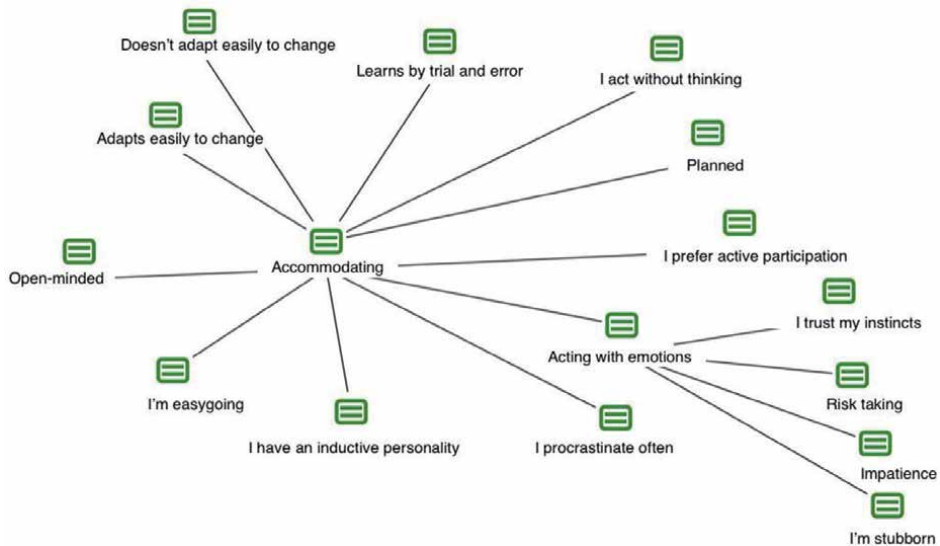 Doesn't adapt easily to change
Learns by trial and error
I act without thinking
Adapts easily to change
Planned
I prefer active participation
Accommodating
Open-minded
I trust my instincts
Acting with emotions
I'm easygoing
Risk taking
I have an inductive personality
I procrastinate often
Impatience
I'm stubborn